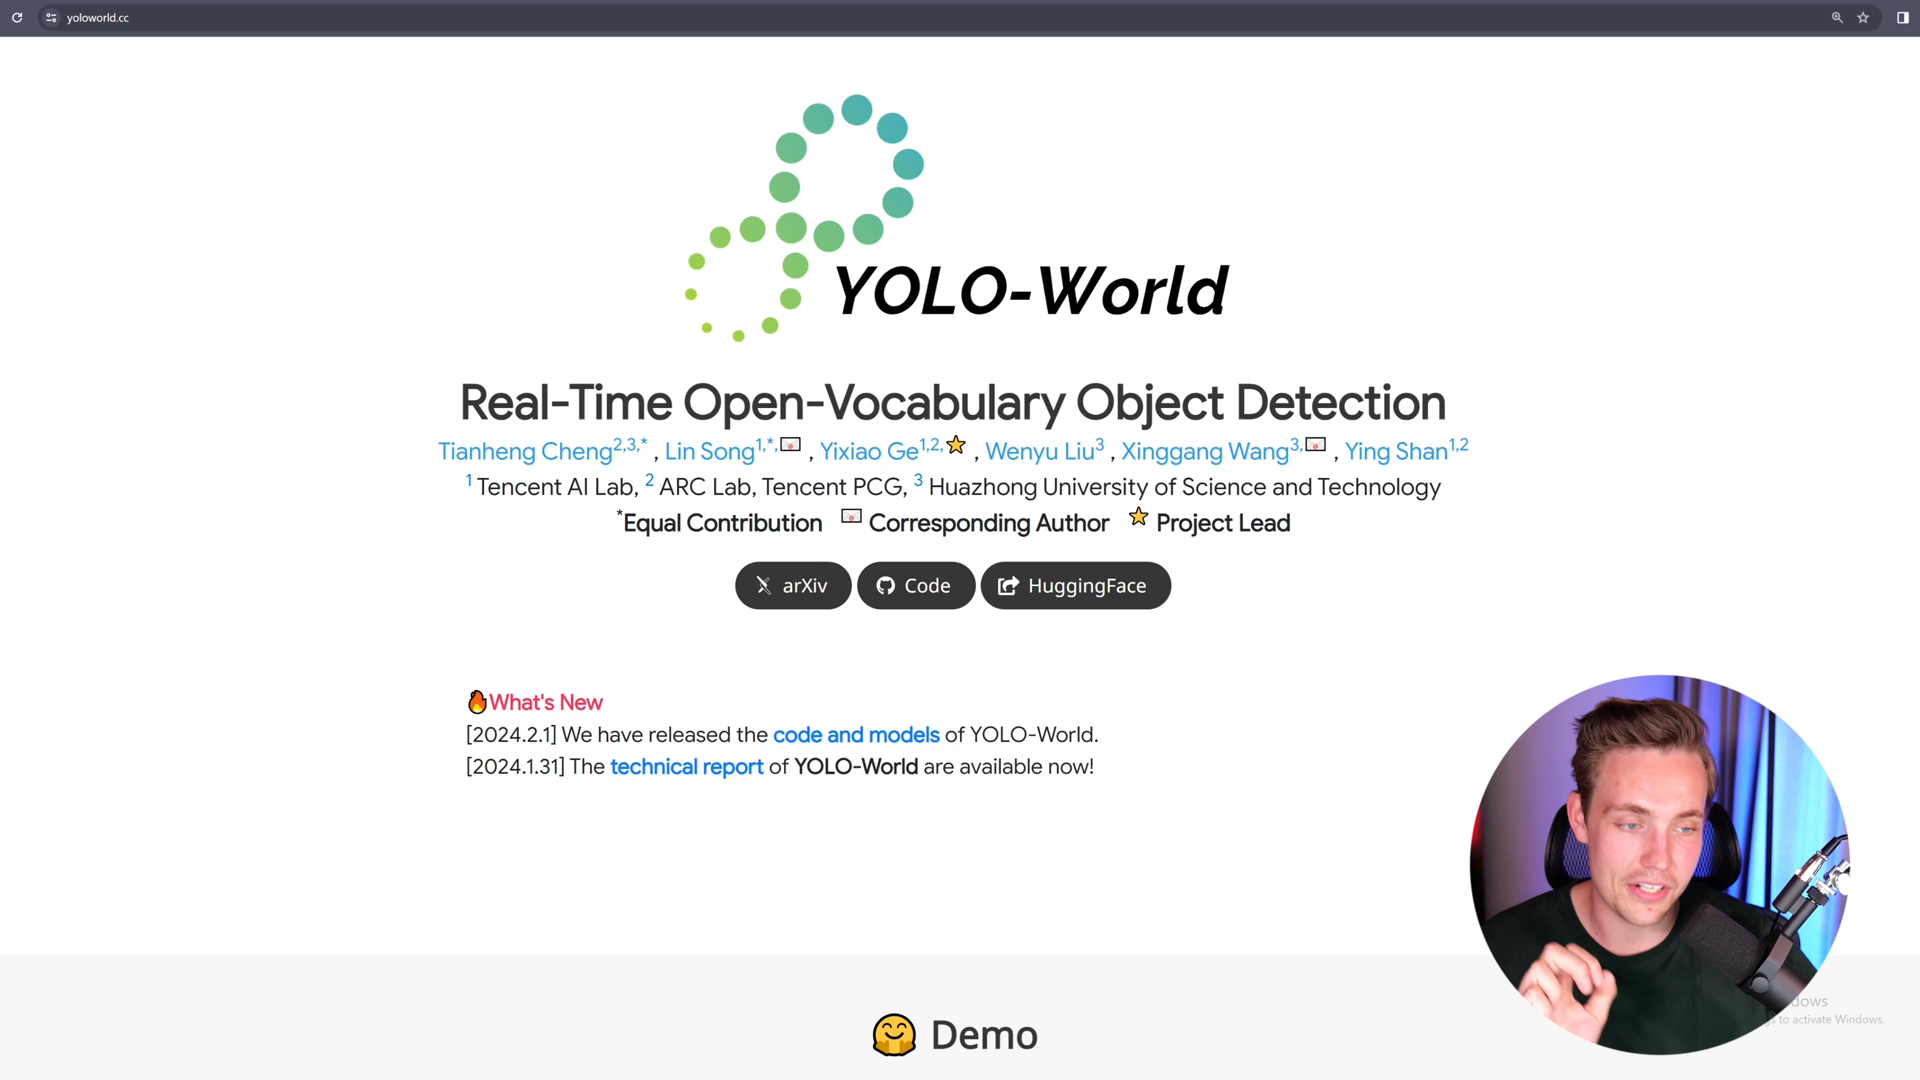 yoloworld.cc
YOLO-World
Real-Time Open-Vocabulary Object Detection
Tianheng Cheng2,3,* , Lin Song1,*, , Yixiao Ge1,2, , Wenyu Liu3 , Xinggang Wang3, , Ying Shan1,2
1 Tencent AI Lab, 2 ARC Lab, Tencent PCG, 3 Huazhong University of Science and Technology
*Equal Contribution Corresponding Author Project Lead
arXiv Code HuggingFace
What's New
[2024.2.1] We have released the code and models of YOLO-World.
[2024.1.31] The technical report of YOLO-World are available now!
to activate Windows.
Demo